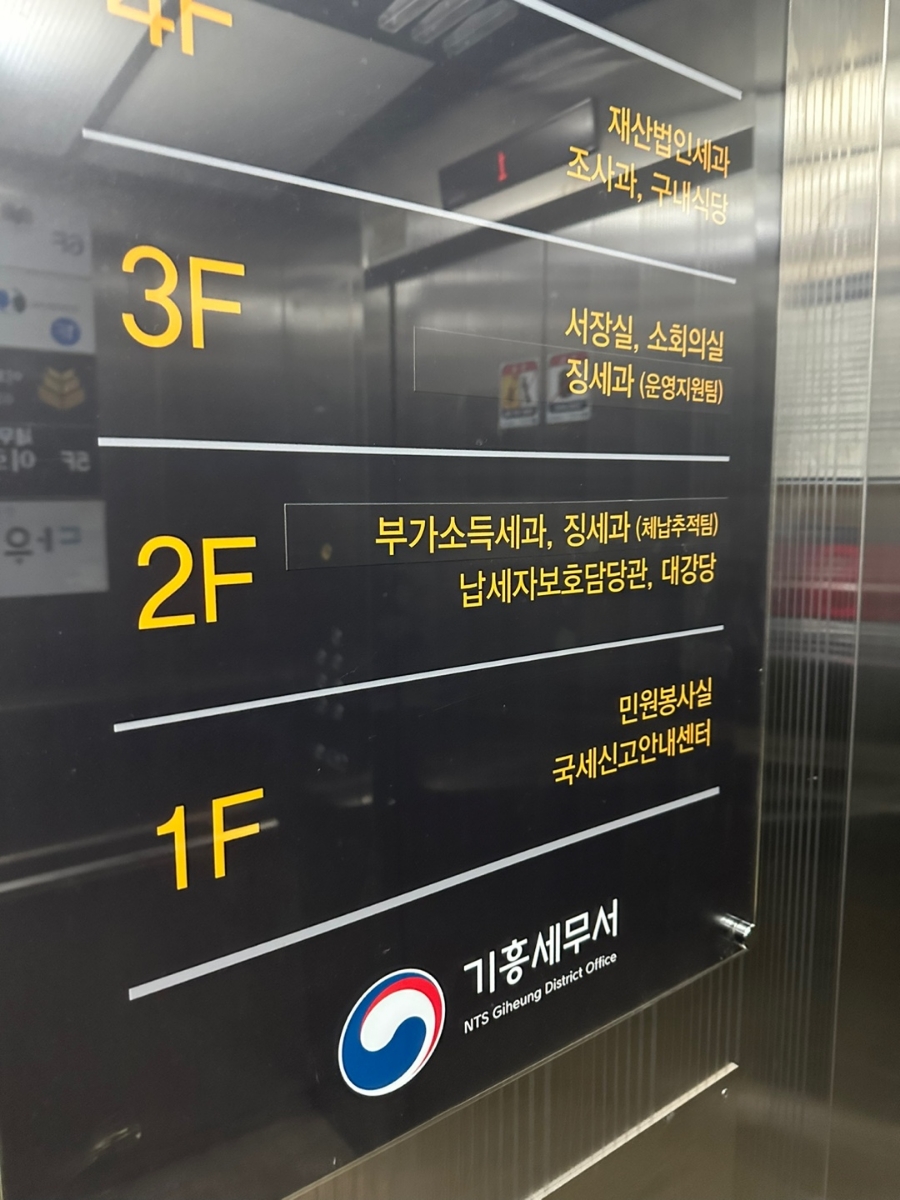 4F
재산법인세과
조사과, 구내식당
3F
서장실, 소회의실
징세과 (운영지원팀)
2F
부가소득세과, 징세과 (체납추적팀)
납세자보호담당관, 대강당
1F
민원봉사실
국세신고안내센터
기흥세무서
NTS Giheung District Office